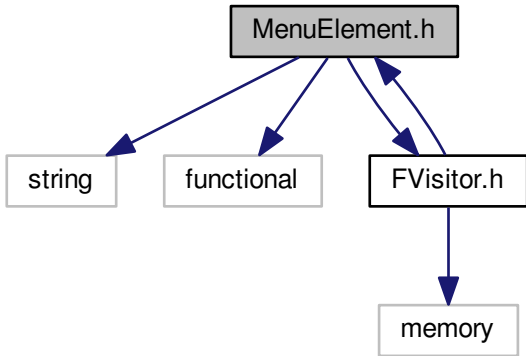 MenuElement.h
string
functional
FVisitor.h
memory